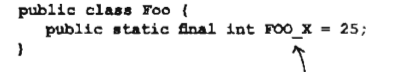 public class Foo {
public static final int FOO_X = 25;
}